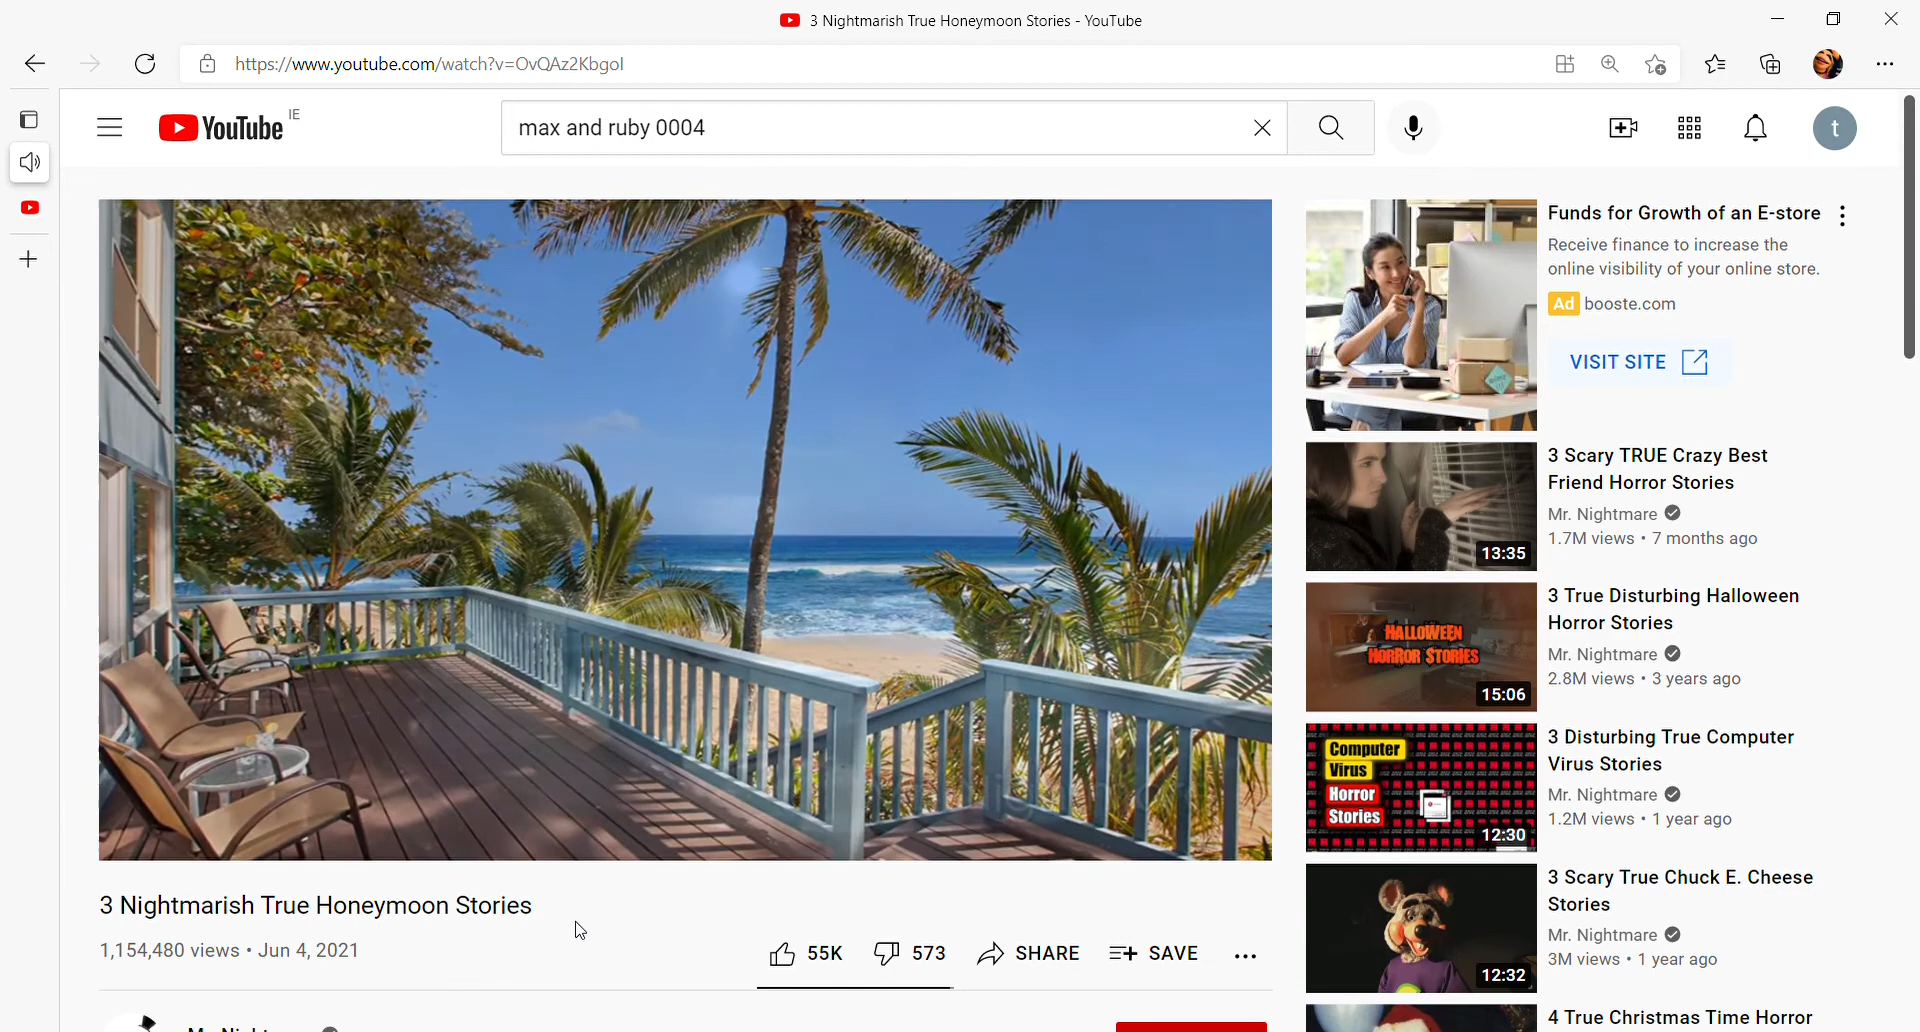 3 Nightmarish True Honeymoon Stories - YouTube
https://www.youtube.com/watch?v=OvQAz2Kbgol
YouTube IE
max and ruby 0004
t
Funds for Growth of an E-store
Receive finance to increase the
online visibility of your online store.
Ad booste.com
VISIT SITE
3 Scary TRUE Crazy Best
Friend Horror Stories
Mr. Nightmare
1.7M views • 7 months ago
13:35
HALLOWEEN
HORROR STORIES
15:06
3 True Disturbing Halloween
Horror Stories
Mr. Nightmare
2.8M views • 3 years ago
Computer
Virus
Horror
Stories
12:30
3 Disturbing True Computer
Virus Stories
Mr. Nightmare
1.2M views • 1 year ago
12:32
3 Scary True Chuck E. Cheese
Stories
Mr. Nightmare
3M views • 1 year ago
4 True Christmas Time Horror
3 Nightmarish True Honeymoon Stories
1,154,480 views • Jun 4, 2021
55K
573
SHARE
SAVE